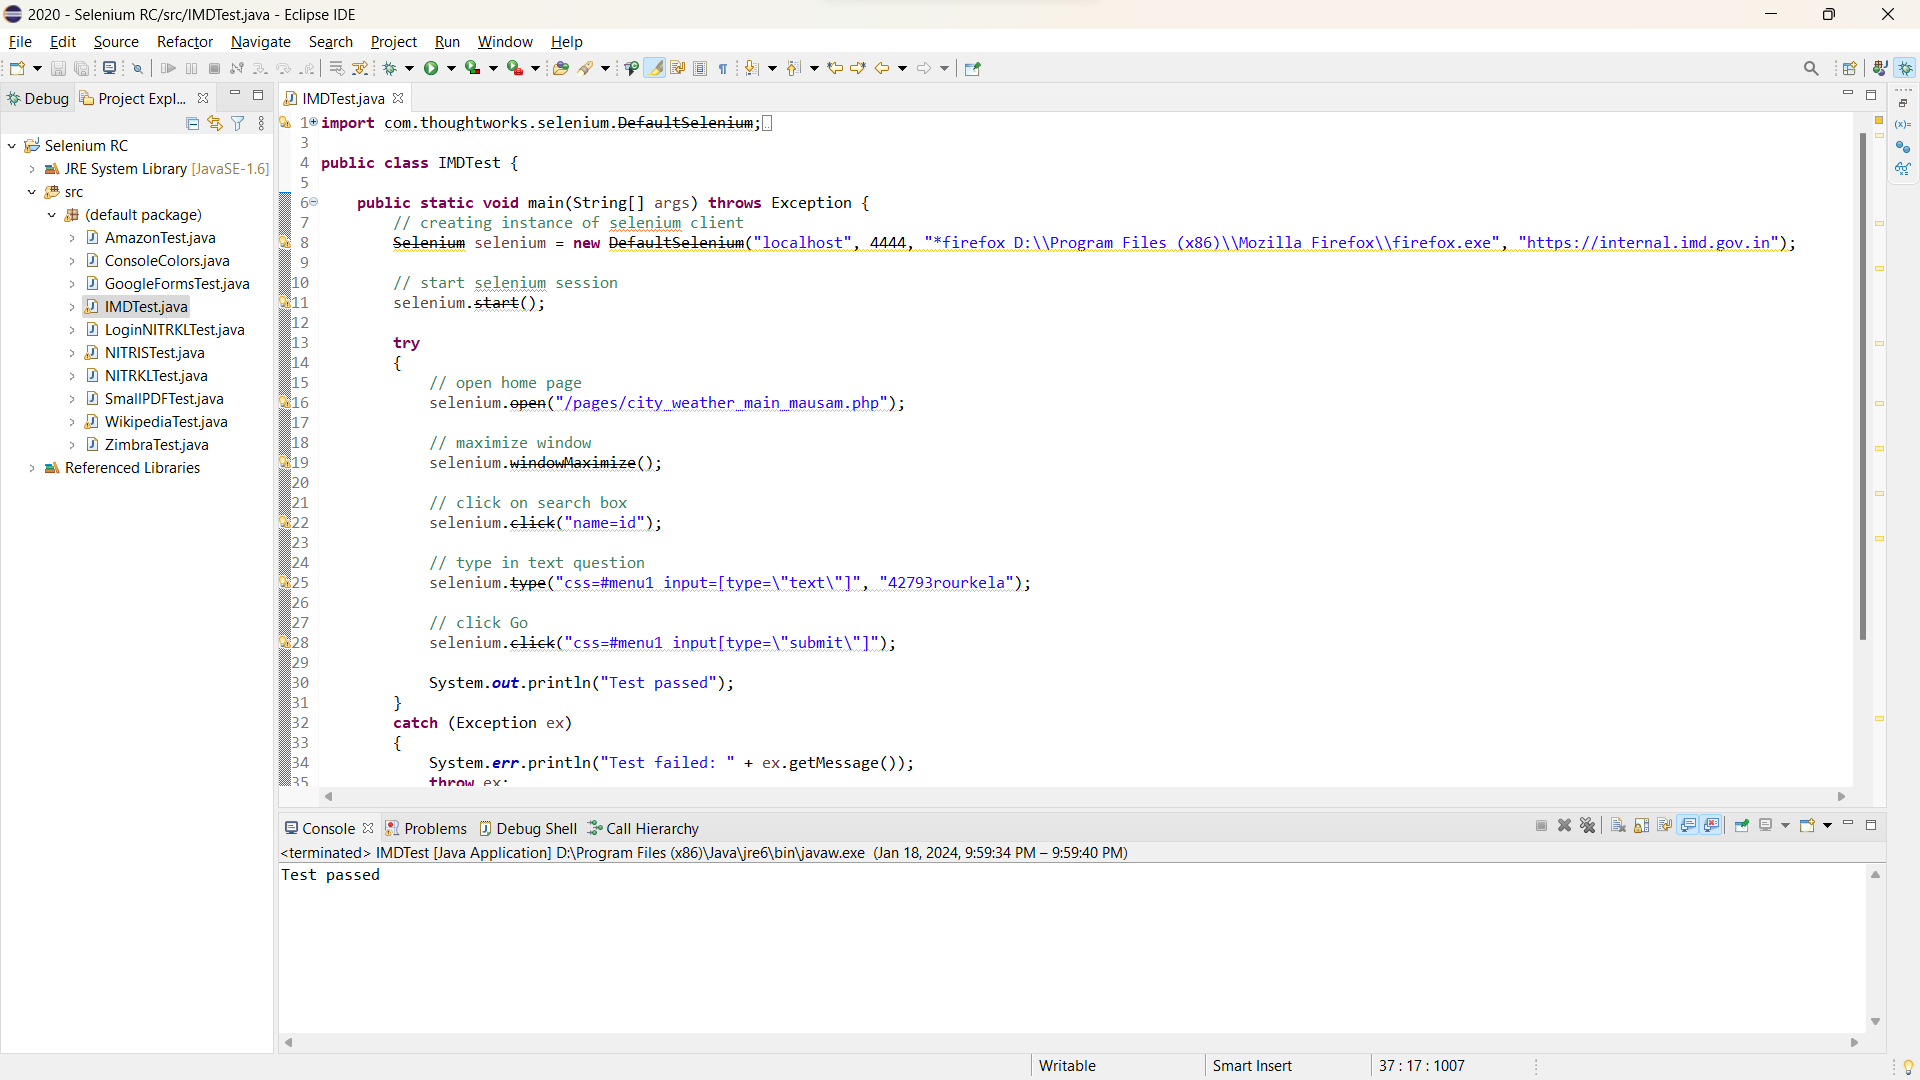 2020 - Selenium RC/src/IMDTest.java - Eclipse IDE
File Edit Source Refactor Navigate Search Project Run Window Help
Debug Project Expl... IMDTest.java
Selenium RC
JRE System Library [JavaSE-1.6]
src
(default package)
AmazonTest.java
ConsoleColors.java
GoogleFormsTest.java
IMDTest.java
LoginNITRKLTest.java
NITRISTest.java
NITRKLTest.java
SmallPDFTest.java
WikipediaTest.java
ZimbraTest.java
Referenced Libraries
1 import com.thoughtworks.selenium.DefaultSelenium;
3
4 public class IMDTest {
5
6 public static void main(String[] args) throws Exception {
7 // creating instance of selenium client
8 Selenium selenium = new DefaultSelenium("localhost", 4444, "*firefox D:\\Program Files (x86)\\Mozilla Firefox\\firefox.exe", "https://internal.imd.gov.in");
9
10 // start selenium session
11 selenium.start();
12
13 try
14 {
15 // open home page
16 selenium.open("/pages/city_weather_main_mausam.php");
17
18 // maximize window
19 selenium.windowMaximize();
20
21 // click on search box
22 selenium.click("name=id");
23
24 // type in text question
25 selenium.type("css=#menu1 input=[type=\"text\"]", "42793rourkela");
26
27 // click Go
28 selenium.click("css=#menu1 input[type=\"submit\"]");
29
30 System.out.println("Test passed");
31 }
32 catch (Exception ex)
33 {
34 System.err.println("Test failed: " + ex.getMessage());
35 throw ex;
Console Problems Debug Shell Call Hierarchy
<terminated> IMDTest [Java Application] D:\Program Files (x86)\Java\jre6\bin\javaw.exe (Jan 18, 2024, 9:59:34 PM – 9:59:40 PM)
Test passed
Writable Smart Insert 37 : 17 : 1007